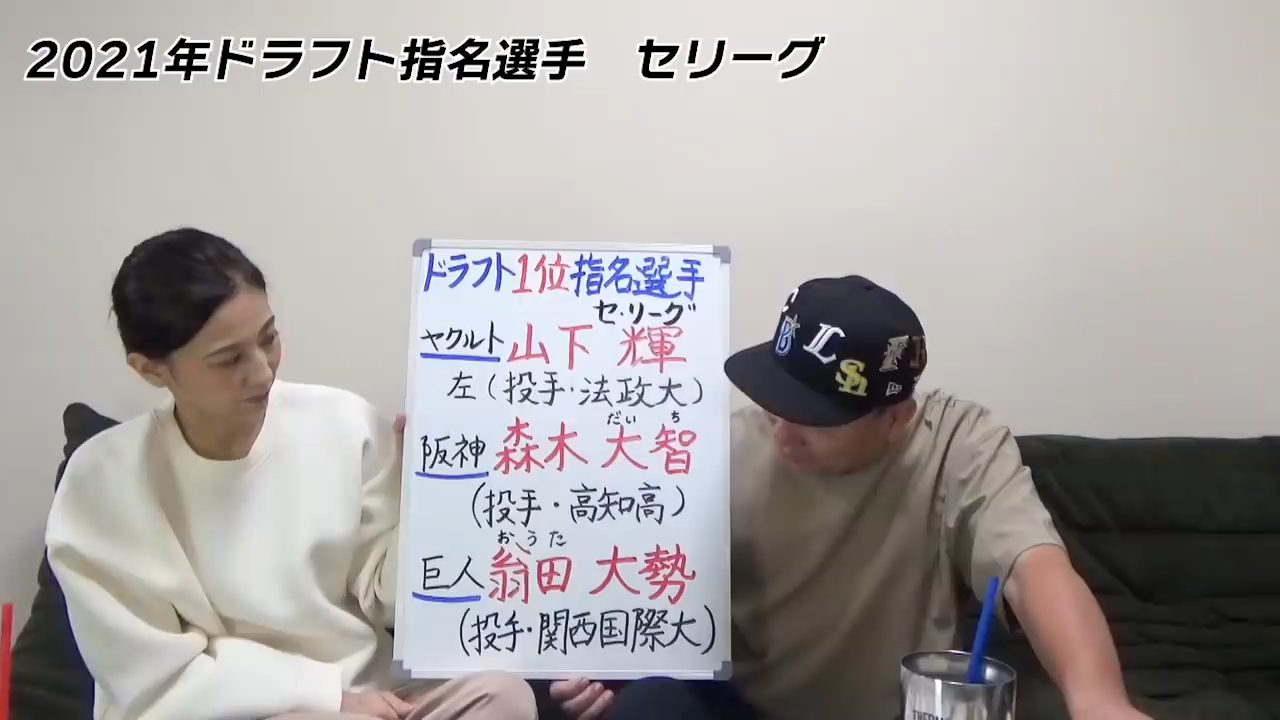 2021年ドラフト指名選手　セリーグ
ドラフト1位指名選手
セ・リーグ
ヤクルト 山下 輝
左(投手・法政大)
だいち
阪神 森木 大智
(投手・高知高)
おうた
巨人 翁田 大勢
(投手・関西国際大)
L
B
SH
THERM